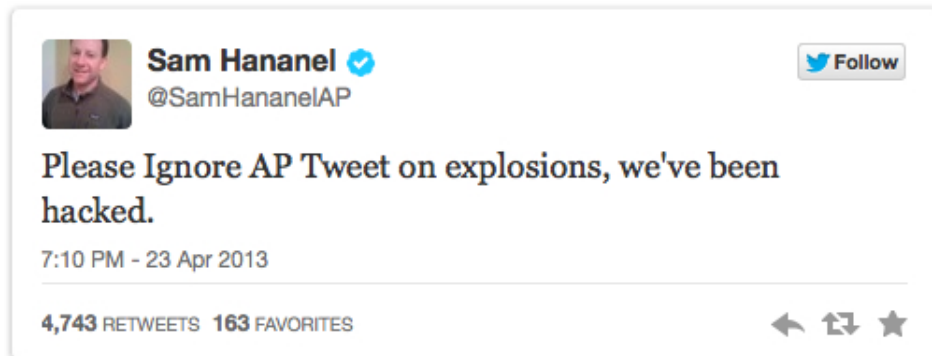 Sam Hananel
Follow
@SamHananelAP
Please Ignore AP Tweet on explosions, we've been
hacked.
7:10 PM - 23 Apr 2013
4,743 RETWEETS 163 FAVORITES